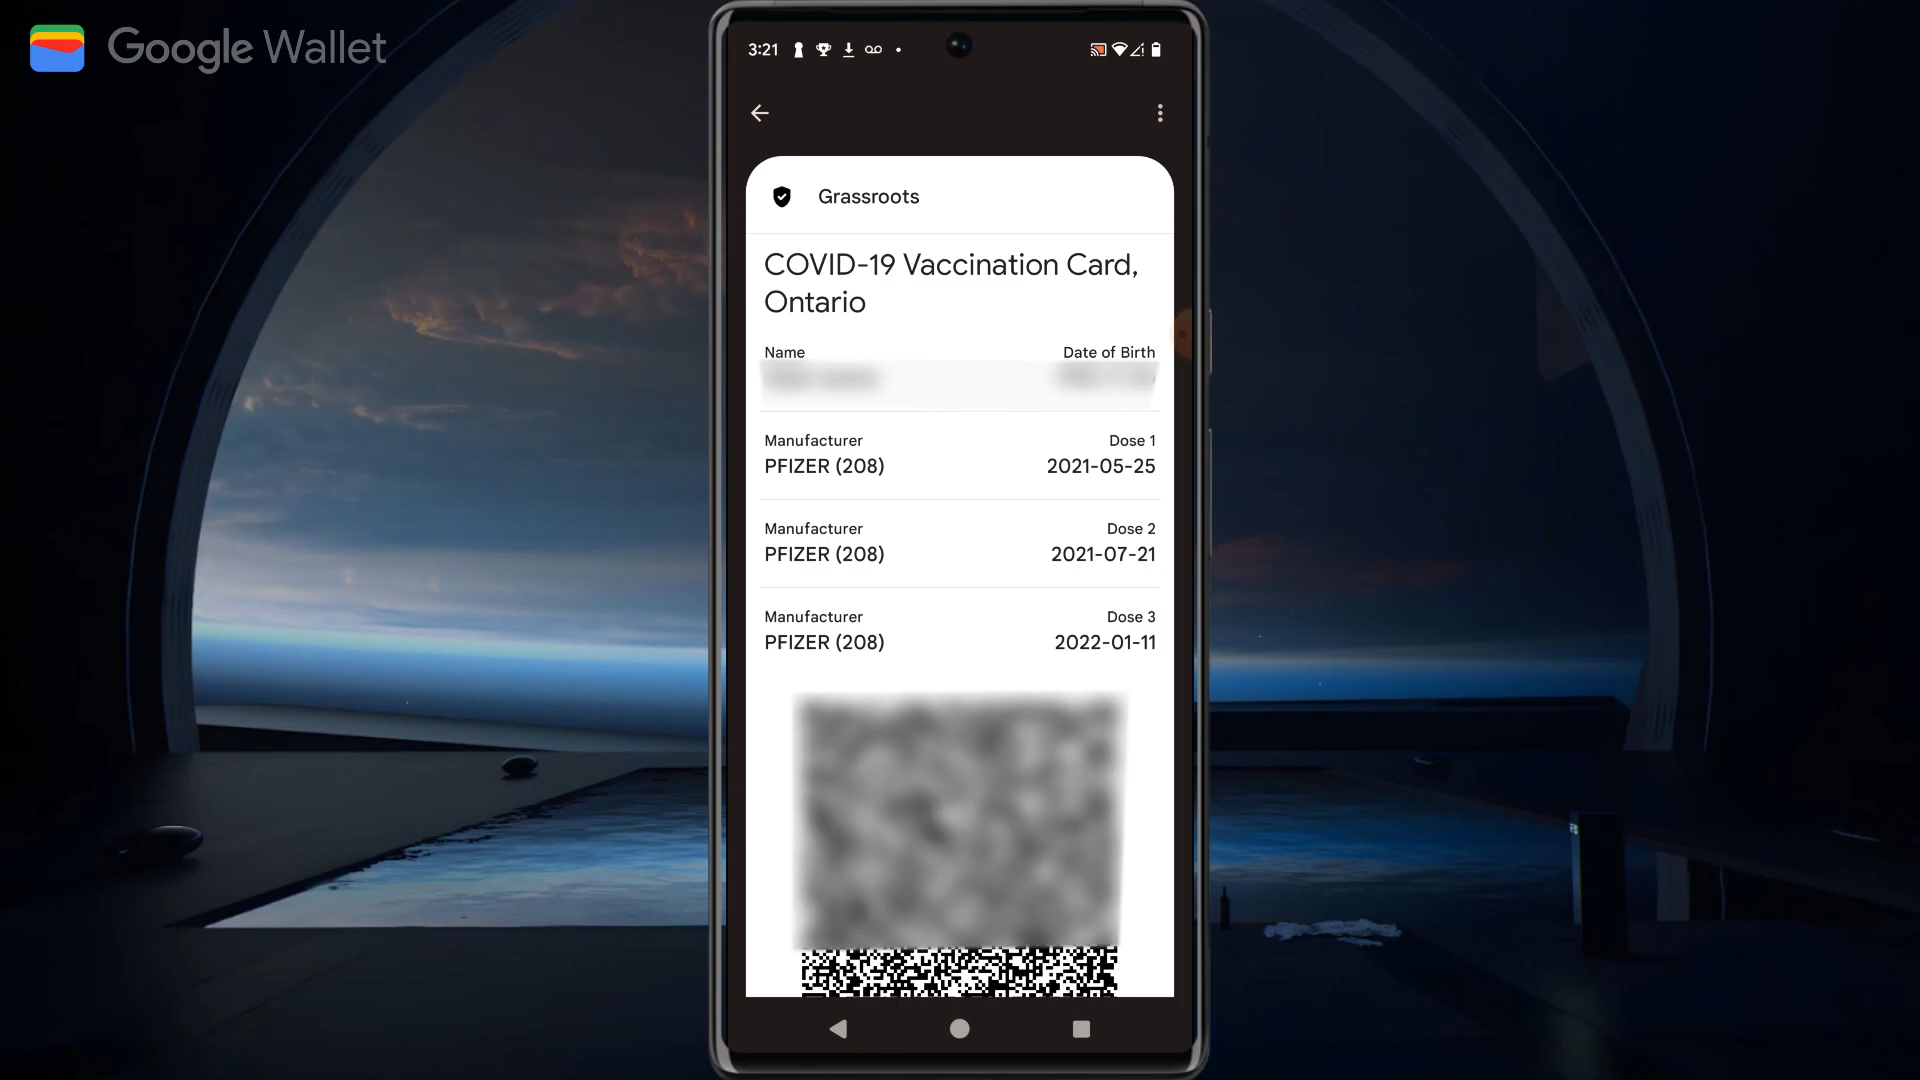 Google Wallet
3:21
Grassroots
COVID-19 Vaccination Card,
Ontario
Name Date of Birth
Manufacturer Dose 1
PFIZER (208) 2021-05-25
Manufacturer Dose 2
PFIZER (208) 2021-07-21
Manufacturer Dose 3
PFIZER (208) 2022-01-11